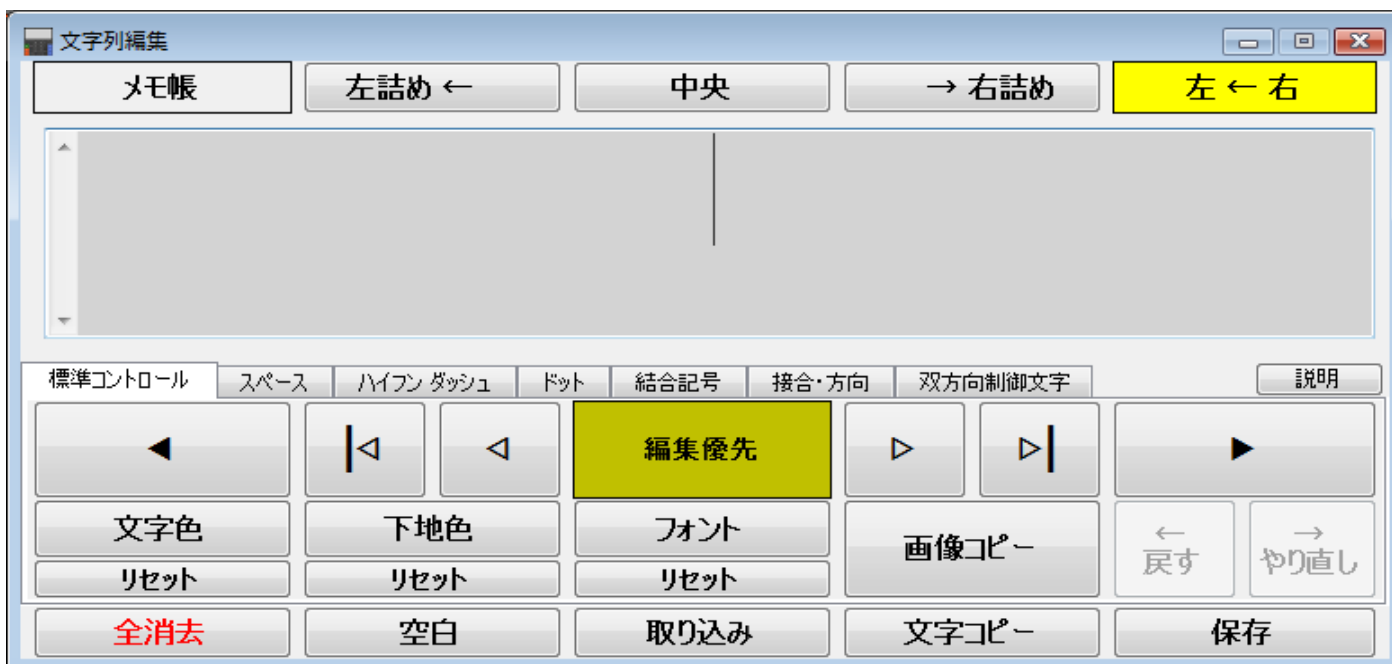 文字列編集
メモ帳 左詰め ← 中央 → 右詰め 左 ← 右
標準コントロール スペース ハイフン ダッシュ ドット 結合記号 接合・方向 双方向制御文字 説明
◀ |◁ ◁ 編集優先 ▷ ▷| ▶
文字色 下地色 フォント 画像コピー ← 戻す → やり直し
リセット リセット リセット
全消去 空白 取り込み 文字コピー 保存